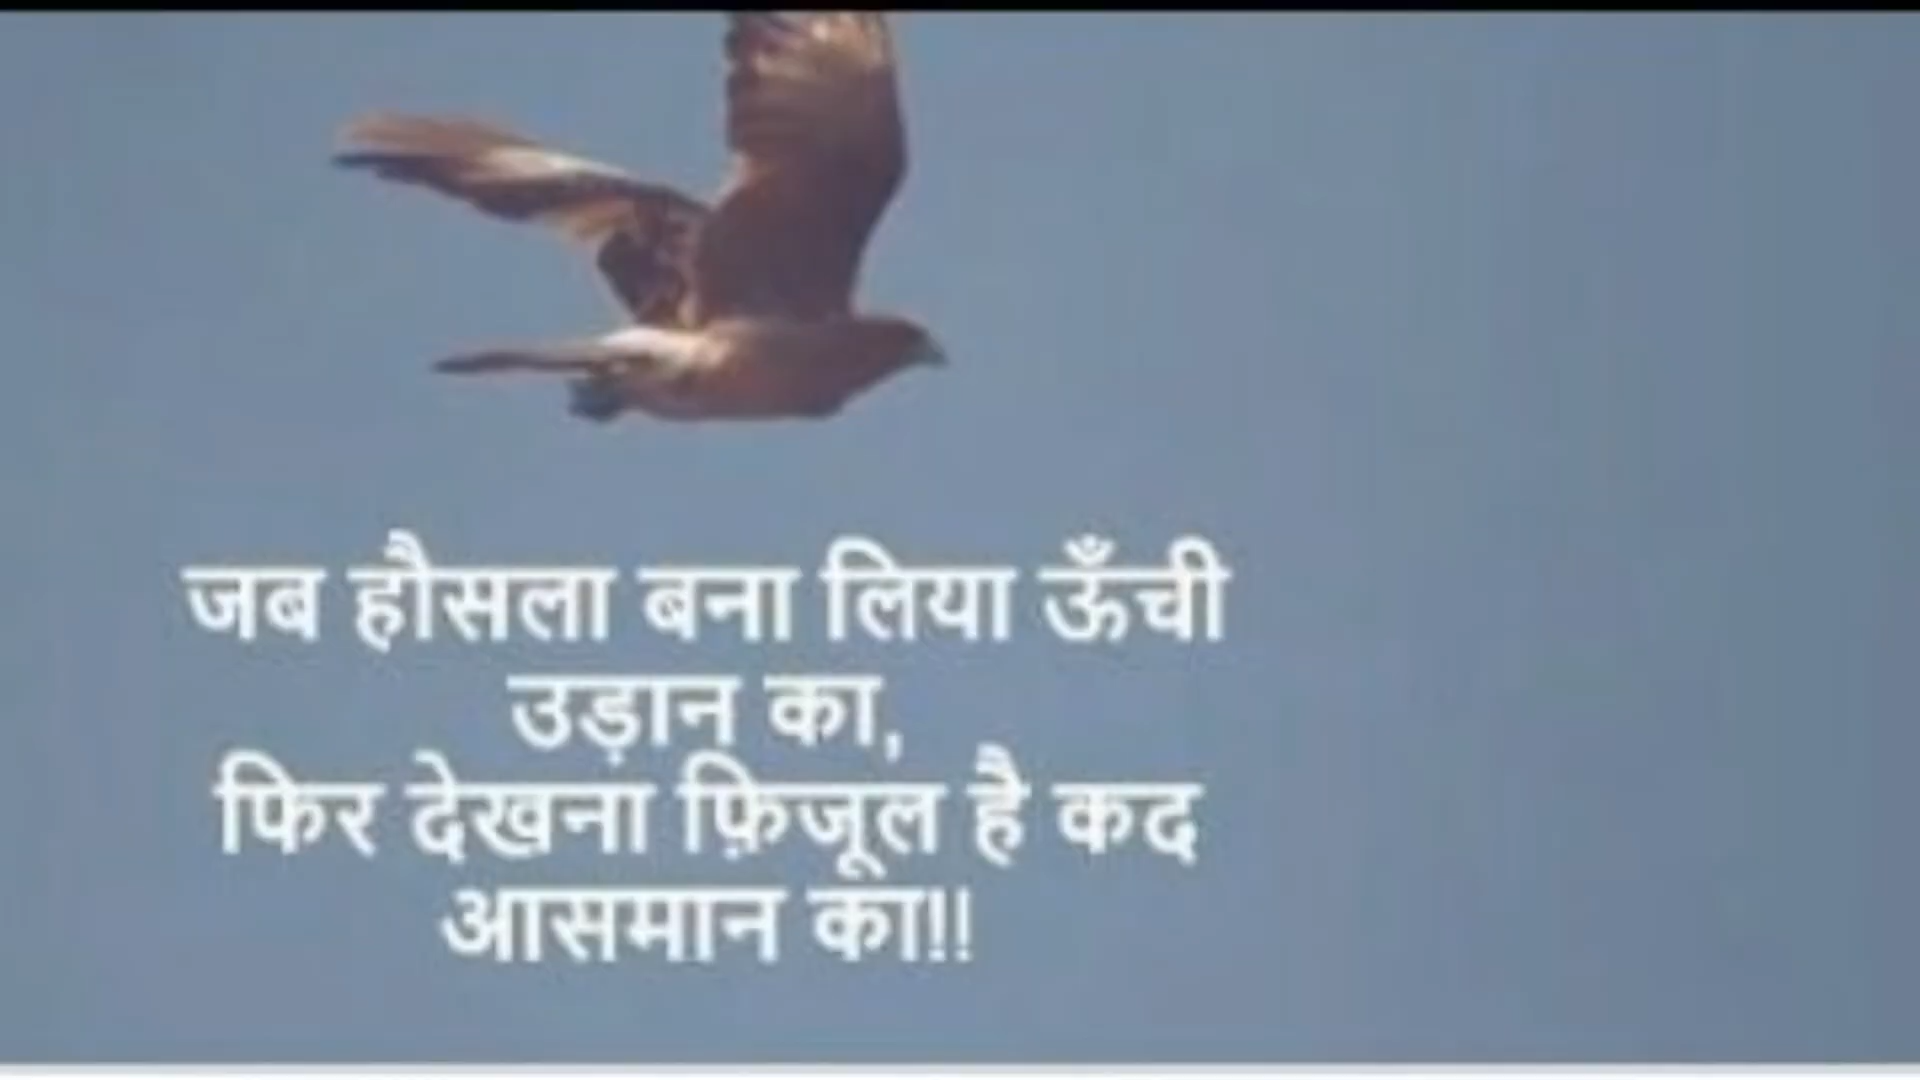 जब हौसला बना लिया ऊँची
उड़ान का,
फिर देखना फ़िजूल है कद
आसमान का!!